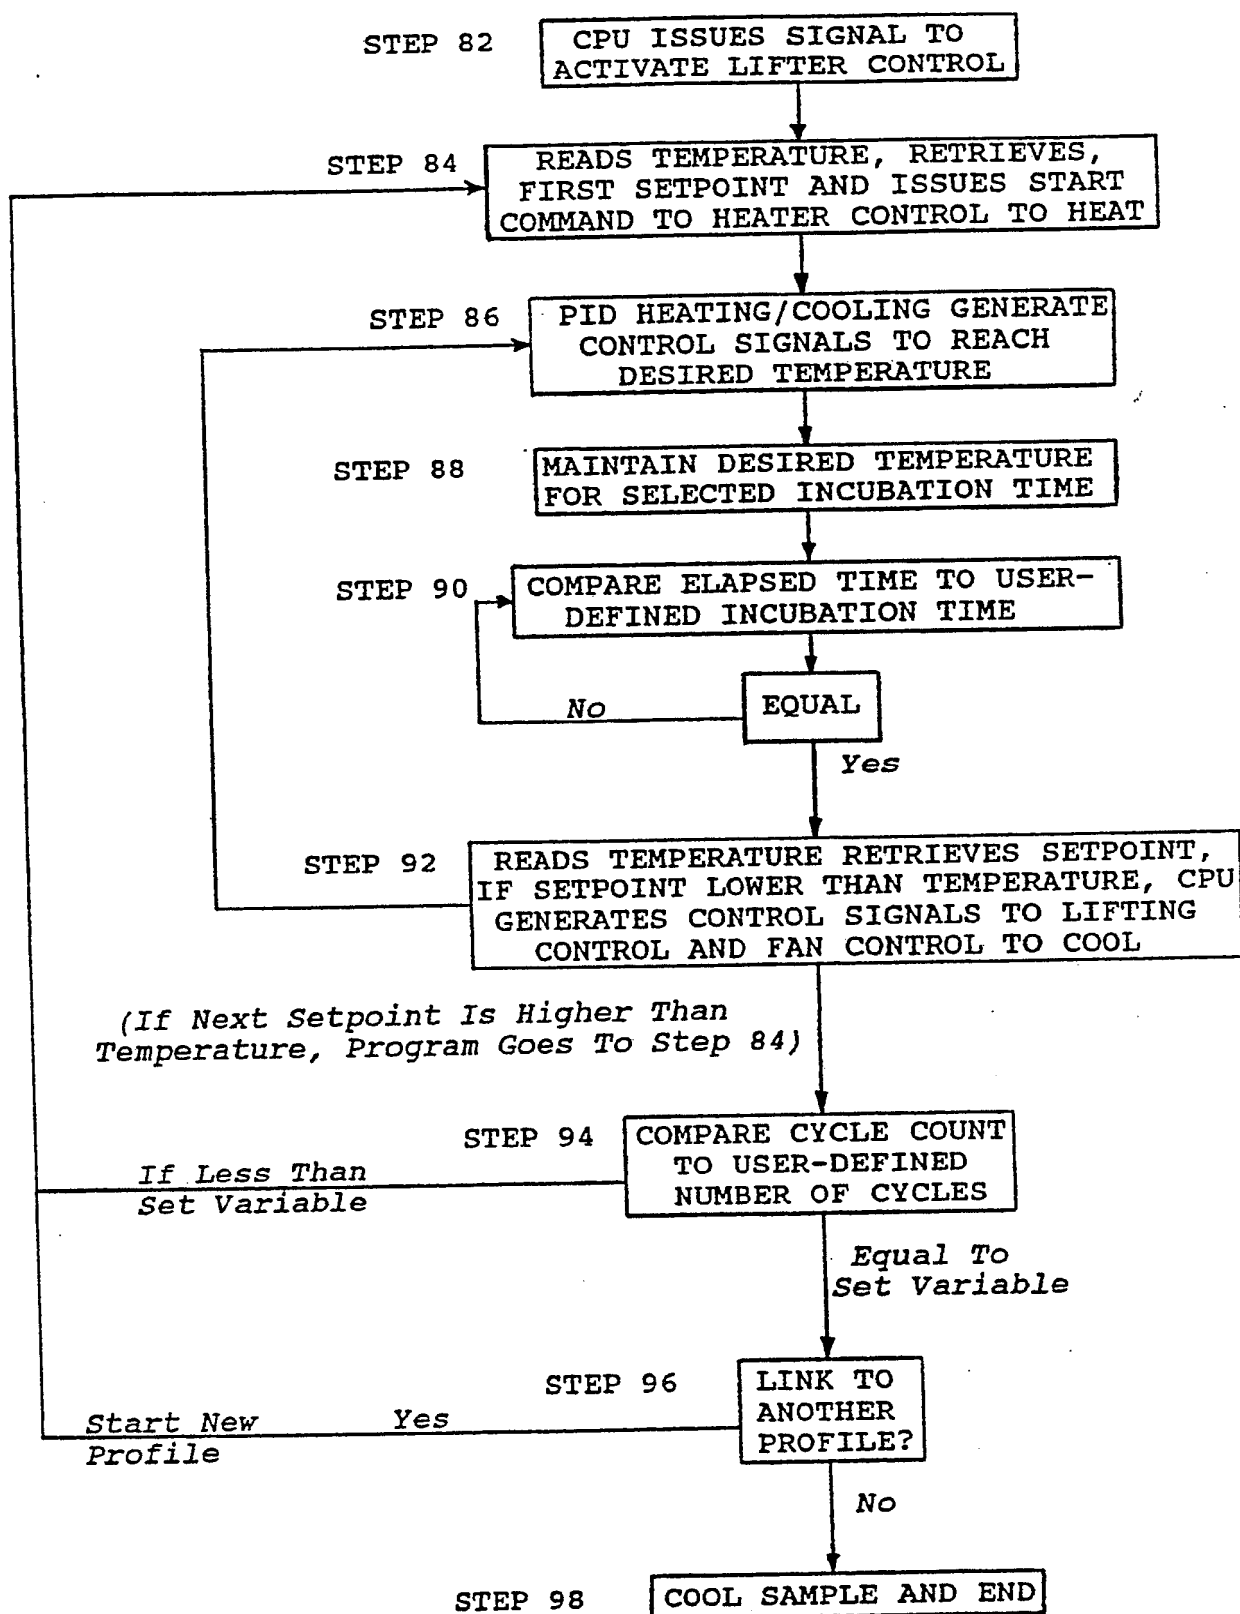 STEP 82
CPU ISSUES SIGNAL TO
ACTIVATE LIFTER CONTROL
STEP 84
READS TEMPERATURE, RETRIEVES,
FIRST SETPOINT AND ISSUES START
COMMAND TO HEATER CONTROL TO HEAT
STEP 86
PID HEATING/COOLING GENERATE
CONTROL SIGNALS TO REACH
DESIRED TEMPERATURE
STEP 88
MAINTAIN DESIRED TEMPERATURE
FOR SELECTED INCUBATION TIME
STEP 90
COMPARE ELAPSED TIME TO USER-
DEFINED INCUBATION TIME
No
EQUAL
Yes
STEP 92
READS TEMPERATURE RETRIEVES SETPOINT,
IF SETPOINT LOWER THAN TEMPERATURE, CPU
GENERATES CONTROL SIGNALS TO LIFTING
CONTROL AND FAN CONTROL TO COOL
(If Next Setpoint Is Higher Than
Temperature, Program Goes To Step 84)
STEP 94
COMPARE CYCLE COUNT
TO USER-DEFINED
NUMBER OF CYCLES
If Less Than
Set Variable
Equal To
Set Variable
STEP 96
LINK TO
ANOTHER
PROFILE?
Start New
Profile
Yes
No
STEP 98
COOL SAMPLE AND END